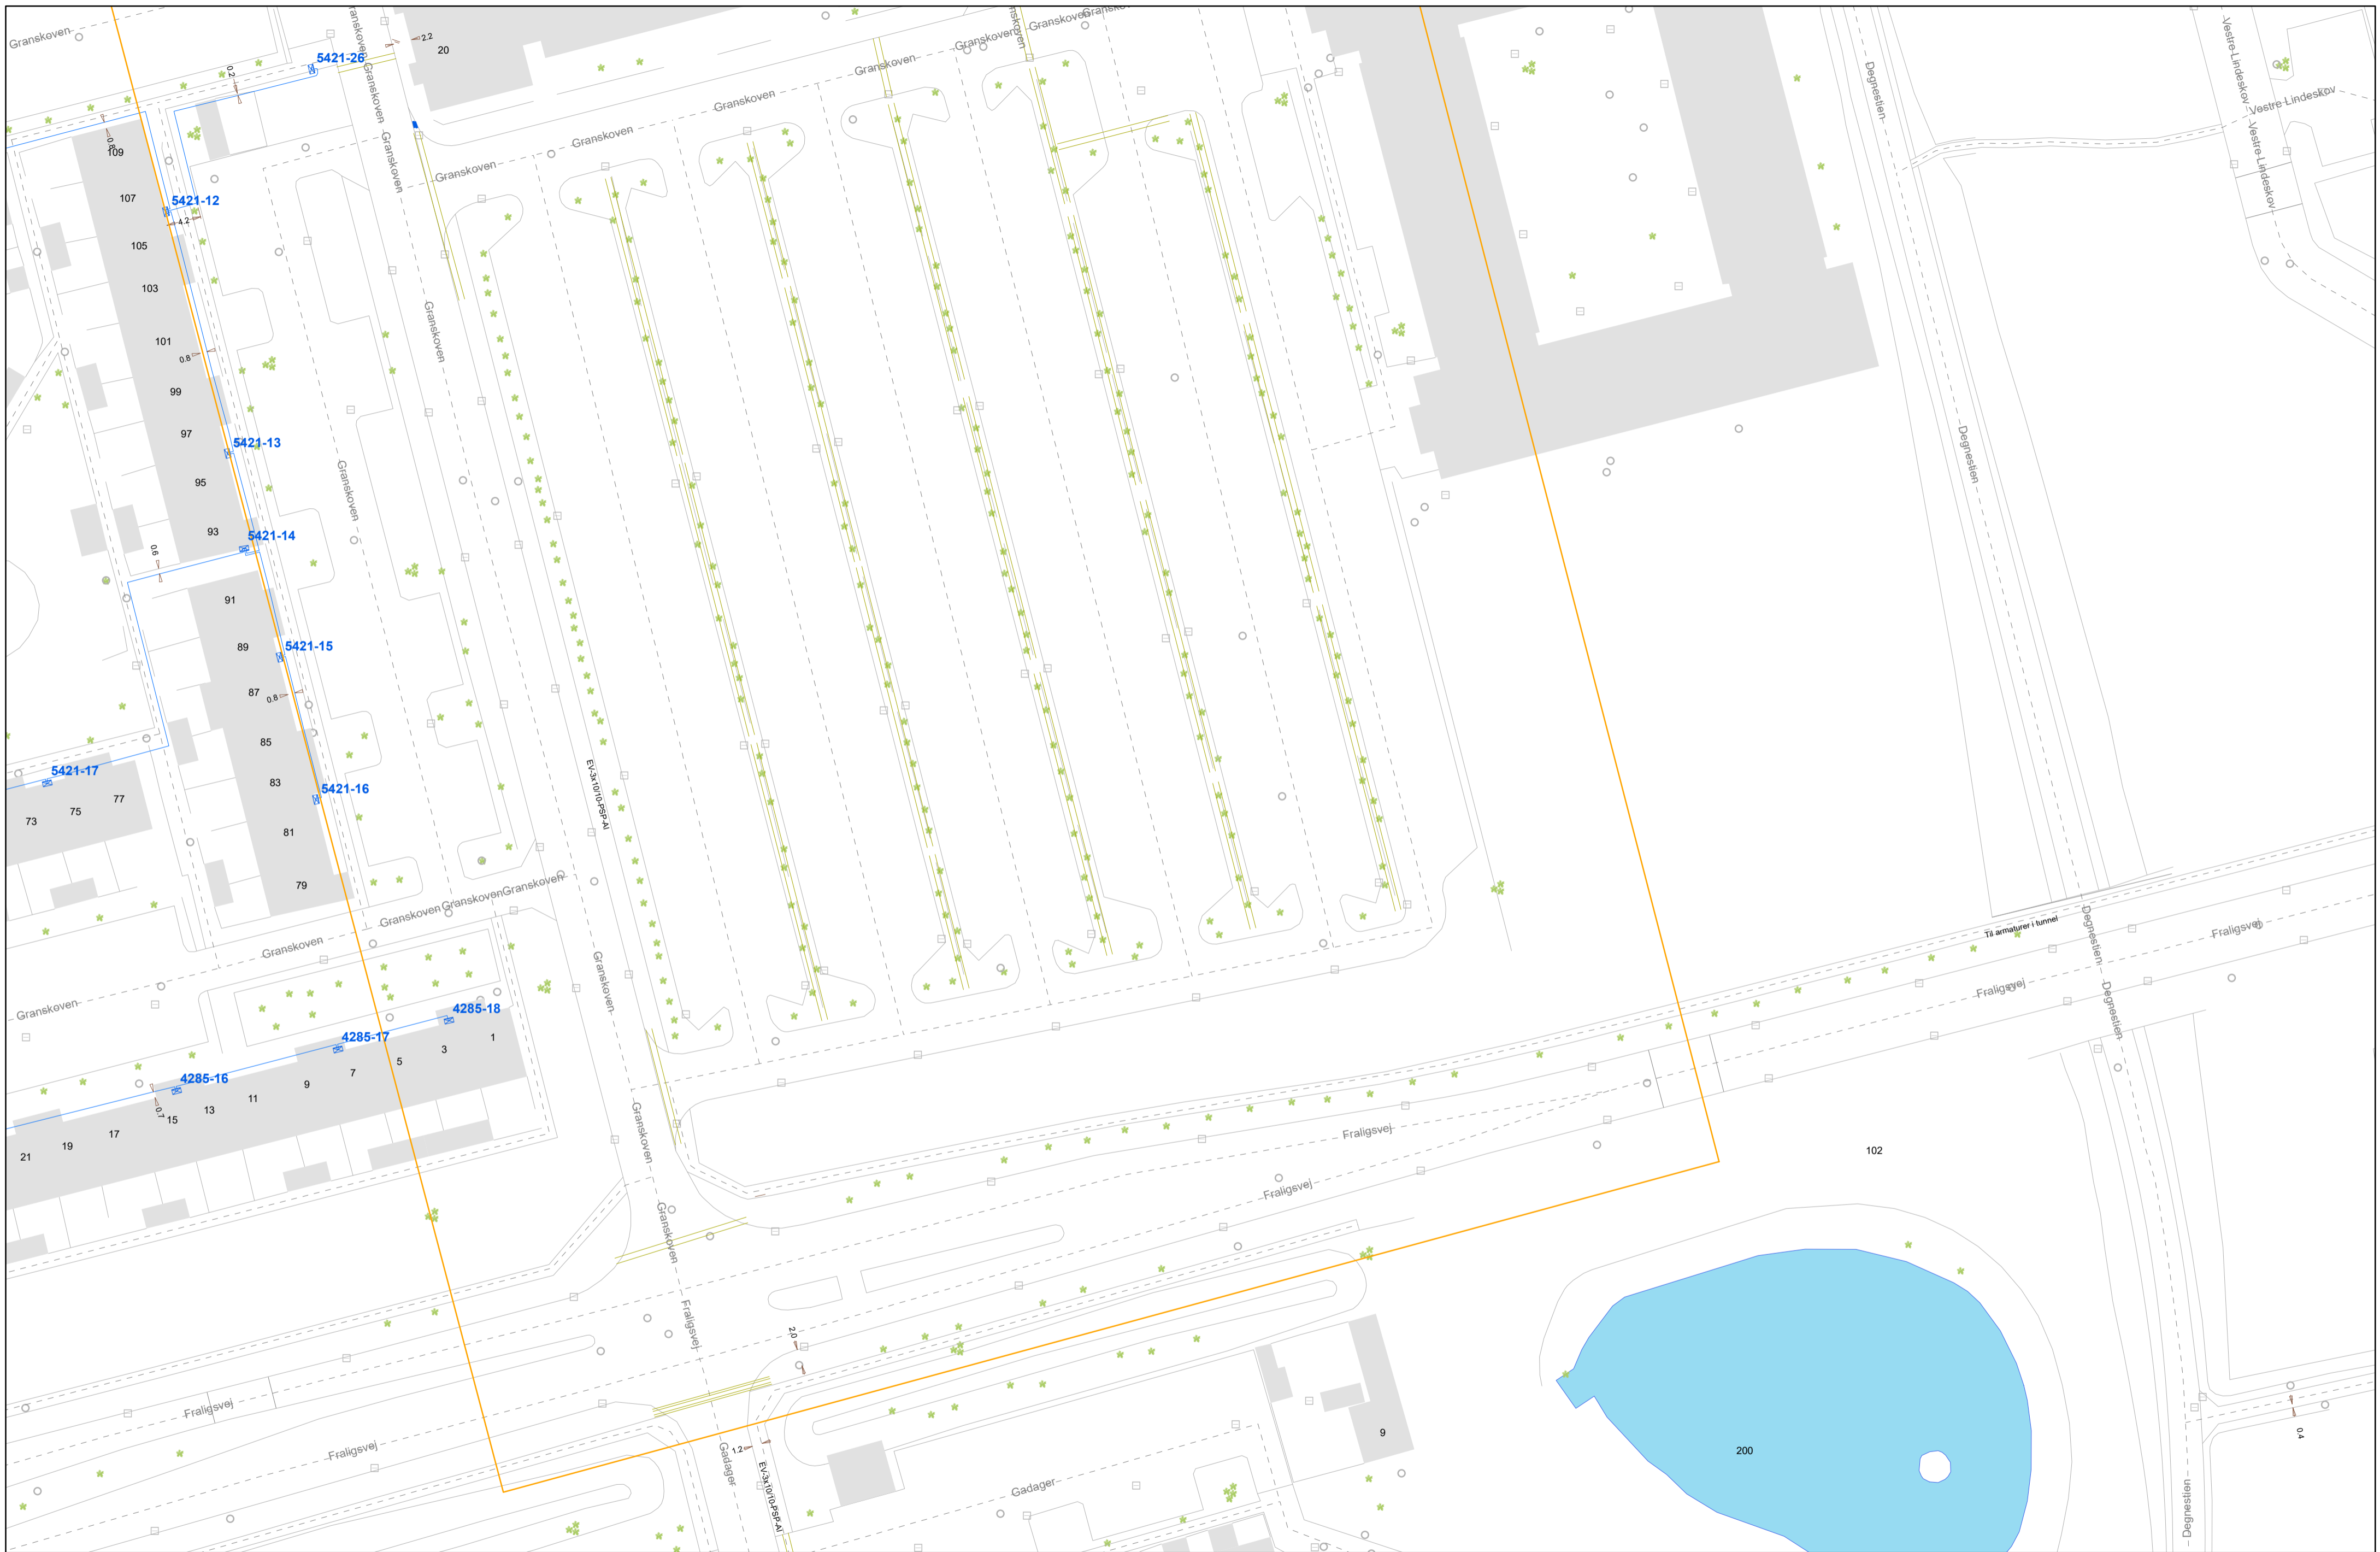 Granskoven
Granskoven
5421-26
2.2
20
Granskoven
Granskoven
Granskoven
Granskoven
Vestre Lindeskov
0.2
Granskoven
Degnestien
Granskoven
Vestre Lindeskov
0.8
109
Granskoven
Granskoven
Granskoven
Vestre Lindeskov
107
5421-12
4.2
105
103
Granskoven
101
0.8
99
97
5421-13
Degnestien
95
Granskoven
93
5421-14
0.6
91
89
5421-15
87
0.8
85
5421-17
83
5421-16
EV-3x10/10-PSP-Al
77
75
73
81
79
Granskoven
Granskoven
Granskoven
Granskoven
Degnestien
Til armaturer i tunnel
Fraligsvej
Granskoven
Fraligsvej
Granskoven
Degnestien
4285-18
4285-17
1
3
5
7
9
4285-16
11
13
15
0.7
17
19
21
Granskoven
Fraligsvej
102
Fraligsvej
Granskoven
Fraligsvej
2.0
Fraligsvej
Fraligsvej
1.2
Gadager
EV-3x10/10-PSP-Al
9
200
0.4
Gadager
Degnestien